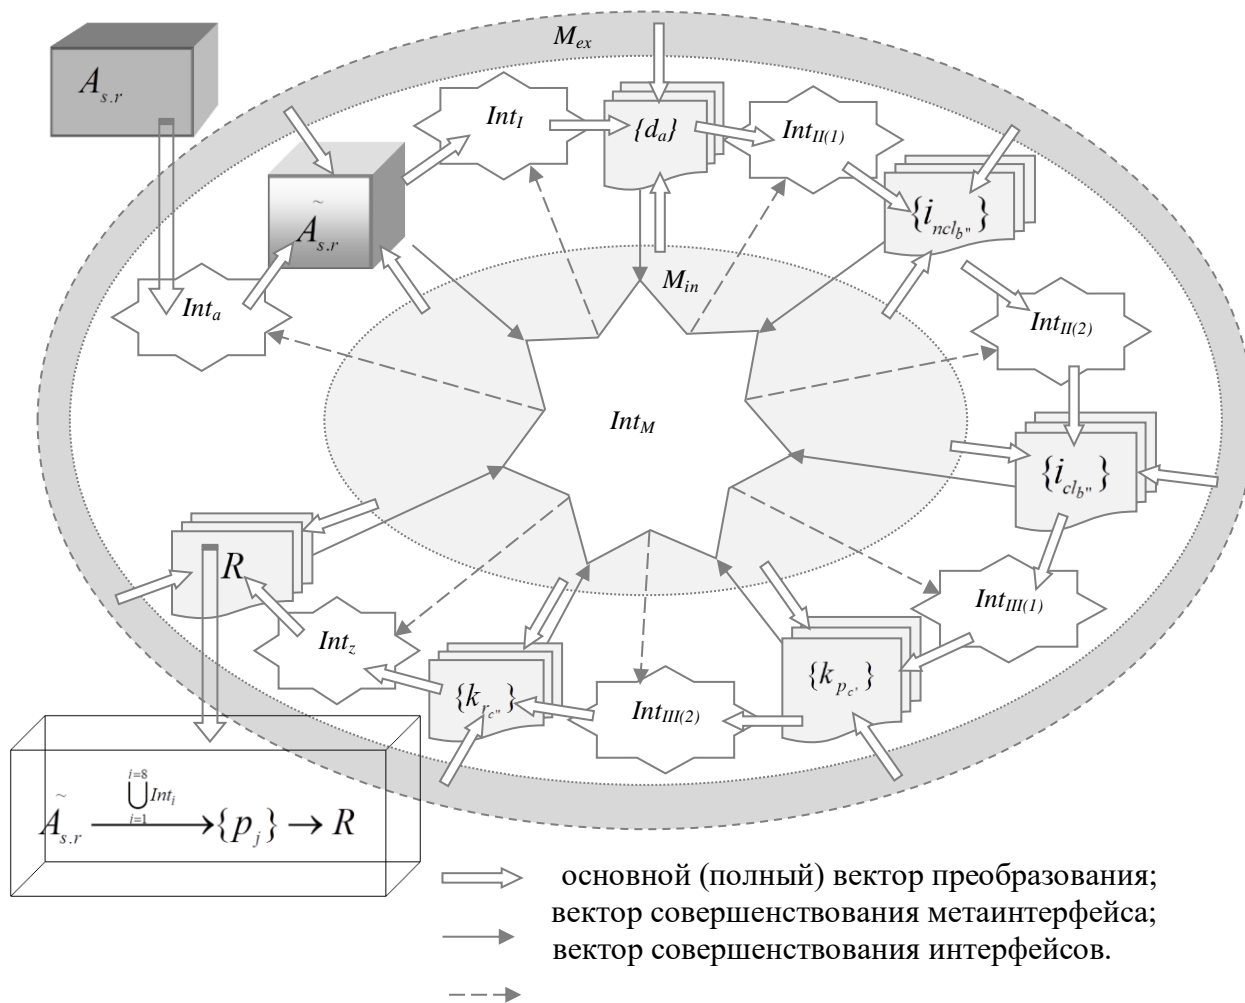 M_ex
A_s.r
Int_I
{d_a}
Int_II(1)
{i_ncl_b"}
Ã_s.r
M_in
Int_a
Int_II(2)
Int_M
{i_cl_b"}
R
Int_III(1)
Int_z
{k_p_c'}
{k_r_c"}
Int_III(2)
Ã_s.r ⋃_{i=1}^{i=8} Int_i → {p_j} → R
основной (полный) вектор преобразования;
вектор совершенствования метаинтерфейса;
вектор совершенствования интерфейсов.